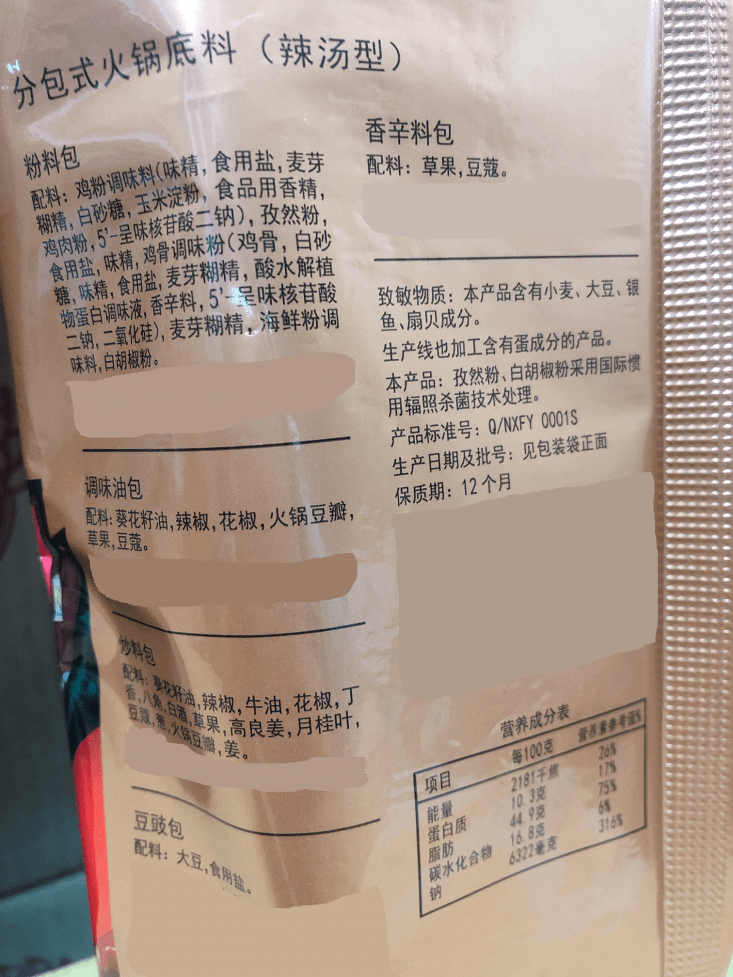 分包式火锅底料（辣汤型）
粉料包
配料：鸡粉调味料(味精，食用盐，麦芽
糊精，白砂糖，玉米淀粉，食品用香精，
鸡肉粉，5'-呈味核苷酸二钠)，孜然粉，
食用盐，味精，鸡骨调味粉(鸡骨，白砂
糖，味精，食用盐，麦芽糊精，酸水解植
物蛋白调味液，香辛料，5'-呈味核苷酸
二钠，二氧化硅)，麦芽糊精，海鲜粉调
味料，白胡椒粉。
调味油包
配料：葵花籽油，辣椒，花椒，火锅豆瓣，
草果，豆蔻。
炒料包
配料：葵花籽油，辣椒，牛油，花椒，丁
香，八角，白酒，草果，高良姜，月桂叶，
豆蔻，葱，火锅豆瓣，姜。
豆豉包
配料：大豆，食用盐。
香辛料包
配料：草果，豆蔻。
致敏物质：本产品含有小麦、大豆、银
鱼、扇贝成分。
生产线也加工含有蛋成分的产品。
本产品：孜然粉、白胡椒粉采用国际惯
用辐照杀菌技术处理。
产品标准号：Q/NXFY 0001S
生产日期及批号：见包装袋正面
保质期：12个月
营养成分表
项目 每100克 营养素参考值%
能量 2181千焦 26%
蛋白质 10.3克 17%
脂肪 44.9克 75%
碳水化合物 16.8克 6%
钠 6322毫克 316%